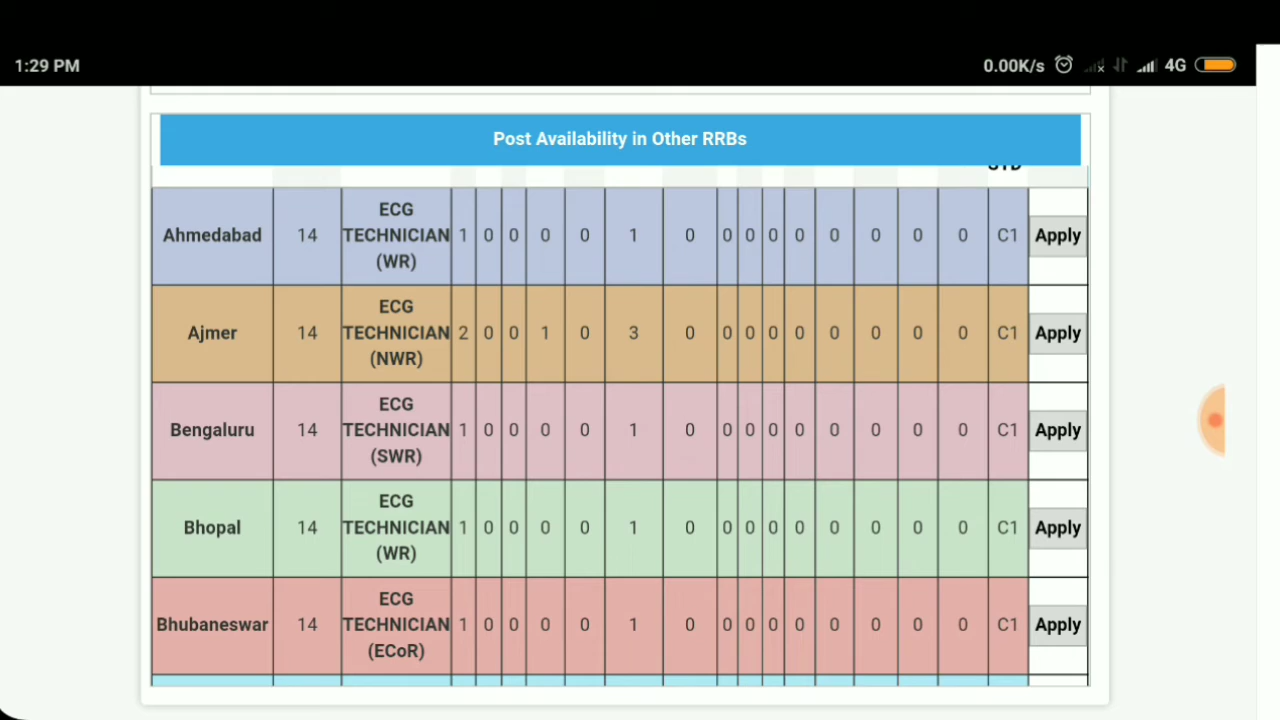 1:29 PM 0.00K/s 4G
Post Availability in Other RRBs
Ahmedabad 14 ECG TECHNICIAN (WR) 1 0 0 0 0 1 0 0 0 0 0 0 0 0 0 C1 Apply
Ajmer 14 ECG TECHNICIAN (NWR) 2 0 0 1 0 3 0 0 0 0 0 0 0 0 0 C1 Apply
Bengaluru 14 ECG TECHNICIAN (SWR) 1 0 0 0 0 1 0 0 0 0 0 0 0 0 0 C1 Apply
Bhopal 14 ECG TECHNICIAN (WR) 1 0 0 0 0 1 0 0 0 0 0 0 0 0 0 C1 Apply
Bhubaneswar 14 ECG TECHNICIAN (ECoR) 1 0 0 0 0 1 0 0 0 0 0 0 0 0 0 C1 Apply